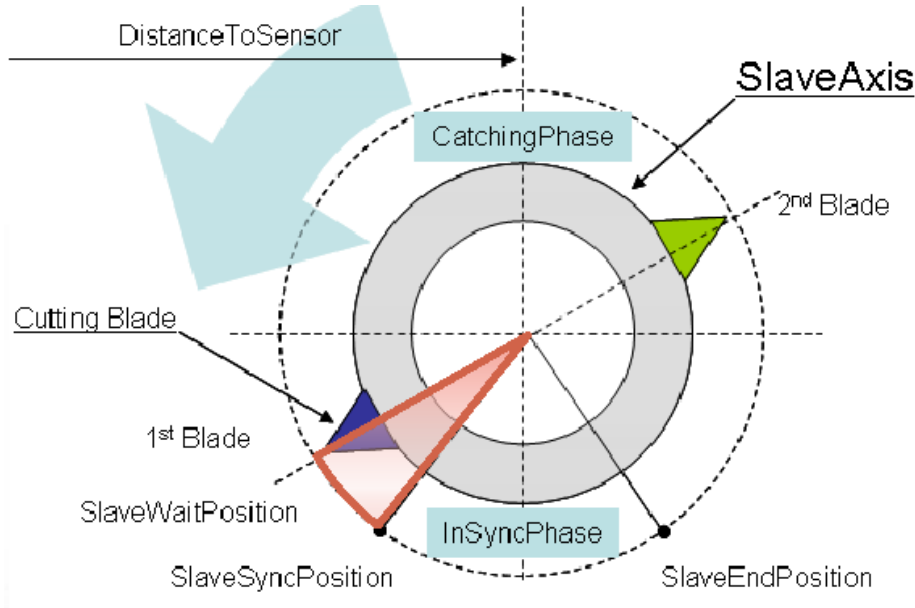 DistanceToSensor
SlaveAxis
CatchingPhase
2nd Blade
Cutting Blade
1st Blade
SlaveWaitPosition
InSyncPhase
SlaveSyncPosition
SlaveEndPosition